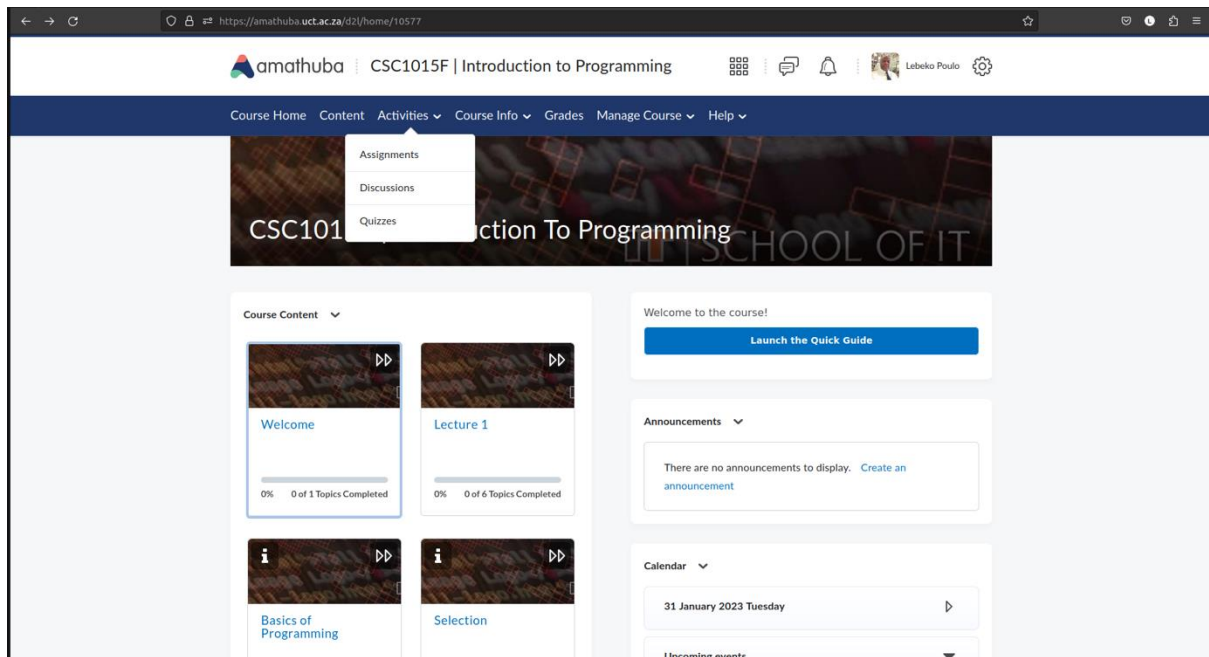 https://amathuba.uct.ac.za/d2l/home/10577
amathuba CSC1015F | Introduction to Programming Lebeko Poulo
Course Home Content Activities Course Info Grades Manage Course Help
Assignments
Discussions
Quizzes
CSC101 ction To Programming
SCHOOL OF IT
Course Content
Welcome
0% 0 of 1 Topics Completed
Lecture 1
0% 0 of 6 Topics Completed
Basics of
Programming
Selection
Welcome to the course!
Launch the Quick Guide
Announcements
There are no announcements to display. Create an
announcement
Calendar
31 January 2023 Tuesday
Upcoming events